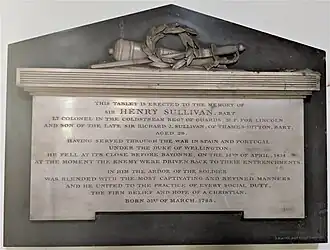 THIS TABLET IS ERECTED TO THE MEMORY OF
SIR HENRY SULLIVAN, BART
LT COLONEL IN THE COLDSTREAM REGT OF GUARDS, M.P. FOR LINCOLN
AND SON OF THE LATE SIR RICHARD J. SULLIVAN, OF THAMES-DITTON, BART.
AGED 29.
HAVING SERVED THROUGH THE WAR IN SPAIN AND PORTUGAL
UNDER THE DUKE OF WELLINGTON,
HE FELL AT ITS CLOSE BEFORE BAYONNE, ON THE 14TH OF APRIL, 1814
AT THE MOMENT THE ENEMY WERE DRIVEN BACK TO THEIR ENTRENCHMENTS.
IN HIM THE ARDOR OF THE SOLDIER
WAS BLENDED WITH THE MOST CAPTIVATING AND REFINED MANNERS
AND HE UNITED TO THE PRACTICE OF EVERY SOCIAL DUTY,
THE FIRM BELIEF AND HOPE OF A CHRISTIAN.
BORN 31ST OF MARCH, 1785.